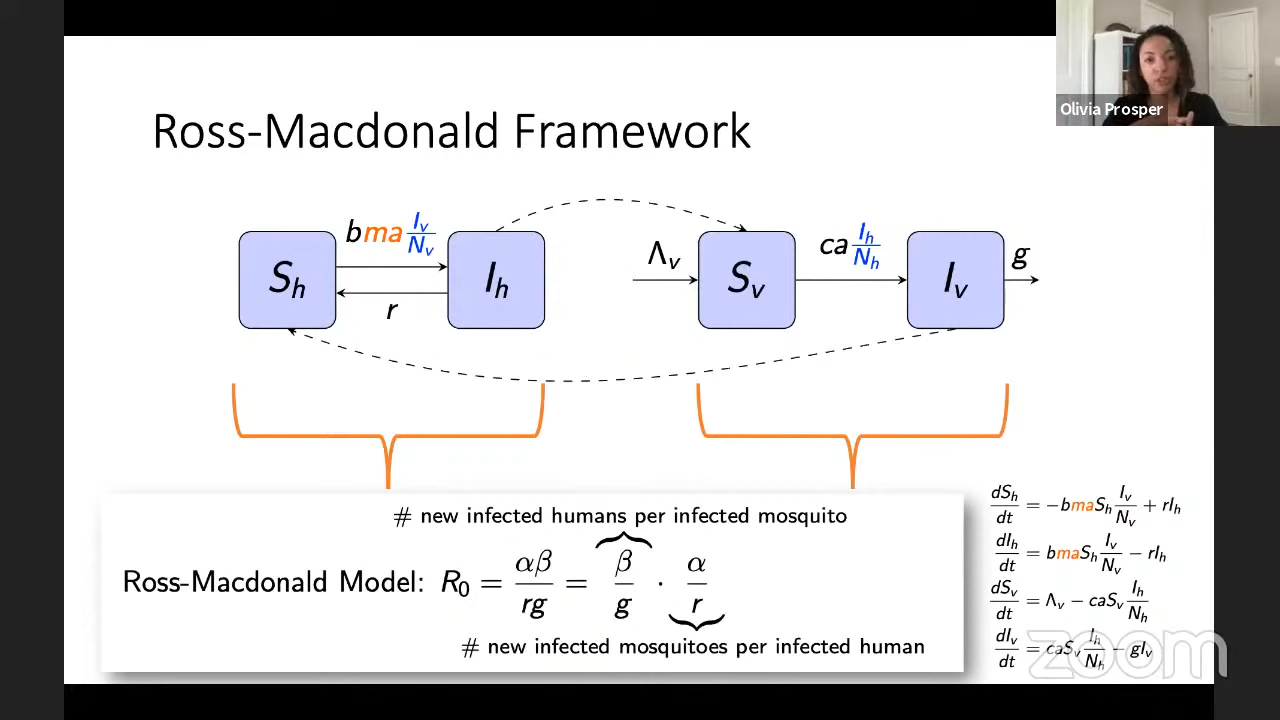 Olivia Prosper
Ross-Macdonald Framework
S_h
bma I_v/N_v
r
I_h
Λ_v
S_v
ca I_h/N_h
I_v
g
# new infected humans per infected mosquito
Ross-Macdonald Model: R_0 = αβ/rg = β/g · α/r
# new infected mosquitoes per infected human
dS_h/dt = −bmaS_h I_v/N_v + rI_h
dI_h/dt = bmaS_h I_v/N_v − rI_h
dS_v/dt = Λ_v − caS_v I_h/N_h
dI_v/dt = caS_v I_h/N_h − gI_v
zoom